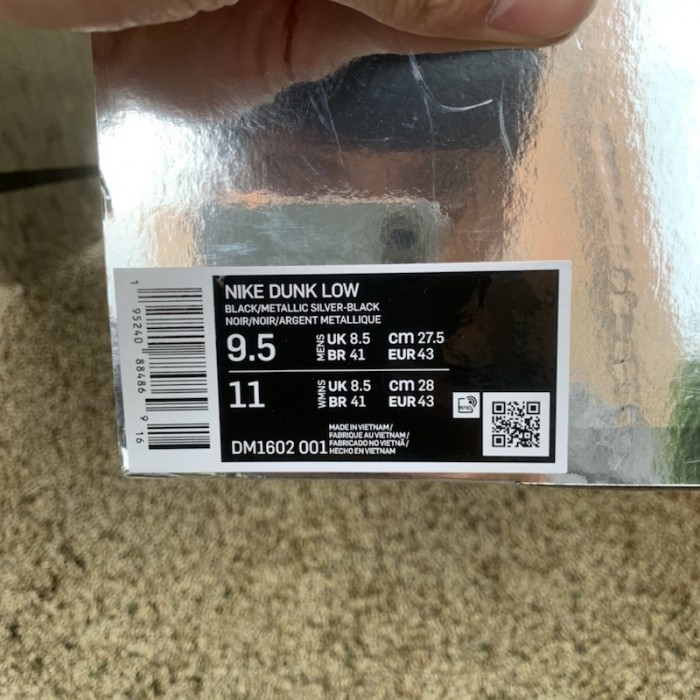 NIKE DUNK LOW
BLACK/METALLIC SILVER-BLACK
NOIR/NOIR/ARGENT METALLIQUE
9.5 MENS UK 8.5 cm 27.5
BR 41 EUR 43
11 WMNS UK 8.5 cm 28
BR 41 EUR 43
DM1602 001
MADE IN VIETNAM/
FABRIQUE AU VIETNAM/
FABRICADO NO VIETNÃ/
HECHO EN VIETNAM
1 95240 88486 9 16